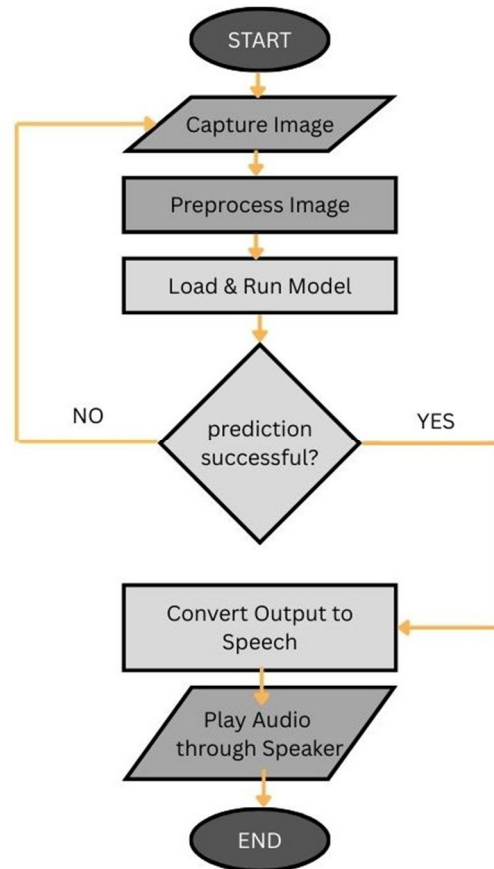 START
Capture Image
Preprocess Image
Load & Run Model
NO
YES
prediction
successful?
Convert Output to
Speech
Play Audio
through Speaker
END